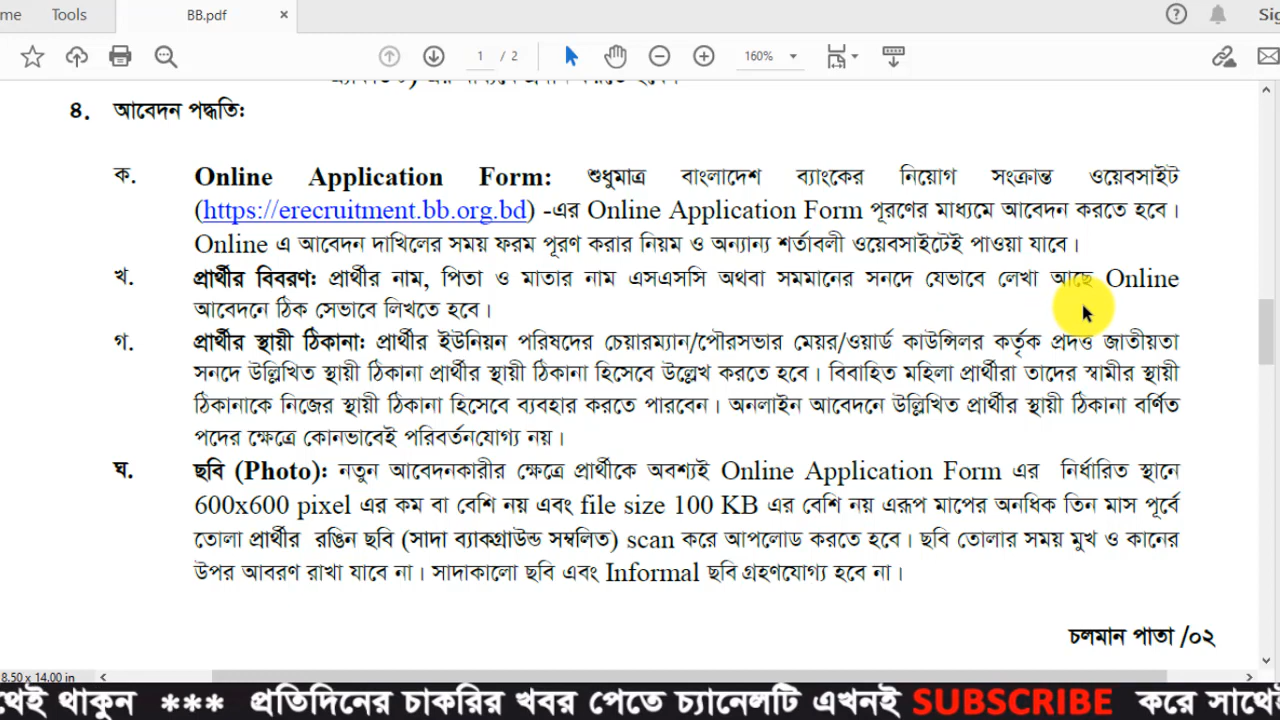 me Tools BB.pdf × Sig
1 / 2 160%
৪. আবেদন পদ্ধতি:
ক. Online Application Form: শুধুমাত্র বাংলাদেশ ব্যাংকের নিয়োগ সংক্রান্ত ওয়েবসাইট
(https://erecruitment.bb.org.bd) -এর Online Application Form পূরণের মাধ্যমে আবেদন করতে হবে।
Online এ আবেদন দাখিলের সময় ফরম পূরণ করার নিয়ম ও অন্যান্য শর্তাবলী ওয়েবসাইটেই পাওয়া যাবে।
খ. প্রার্থীর বিবরণ: প্রার্থীর নাম, পিতা ও মাতার নাম এসএসসি অথবা সমমানের সনদে যেভাবে লেখা আছে Online
আবেদনে ঠিক সেভাবে লিখতে হবে।
গ. প্রার্থীর স্থায়ী ঠিকানা: প্রার্থীর ইউনিয়ন পরিষদের চেয়ারম্যান/পৌরসভার মেয়র/ওয়ার্ড কাউন্সিলর কর্তৃক প্রদত্ত জাতীয়তা
সনদে উল্লিখিত স্থায়ী ঠিকানা প্রার্থীর স্থায়ী ঠিকানা হিসেবে উল্লেখ করতে হবে। বিবাহিত মহিলা প্রার্থীরা তাদের স্বামীর স্থায়ী
ঠিকানাকে নিজের স্থায়ী ঠিকানা হিসেবে ব্যবহার করতে পারবেন। অনলাইন আবেদনে উল্লিখিত প্রার্থীর স্থায়ী ঠিকানা বর্ণিত
পদের ক্ষেত্রে কোনভাবেই পরিবর্তনযোগ্য নয়।
ঘ. ছবি (Photo): নতুন আবেদনকারীর ক্ষেত্রে প্রার্থীকে অবশ্যই Online Application Form এর নির্ধারিত স্থানে
600x600 pixel এর কম বা বেশি নয় এবং file size 100 KB এর বেশি নয় এরূপ মাপের অনধিক তিন মাস পূর্বে
তোলা প্রার্থীর রঙিন ছবি (সাদা ব্যাকগ্রাউন্ড সম্বলিত) scan করে আপলোড করতে হবে। ছবি তোলার সময় মুখ ও কানের
উপর আবরণ রাখা যাবে না। সাদাকালো ছবি এবং Informal ছবি গ্রহণযোগ্য হবে না।
চলমান পাতা /০২
8.50 x 14.00 in
থেই থাকুন *** প্রতিদিনের চাকরির খবর পেতে চ্যানেলটি এখনই SUBSCRIBE করে সাথেই